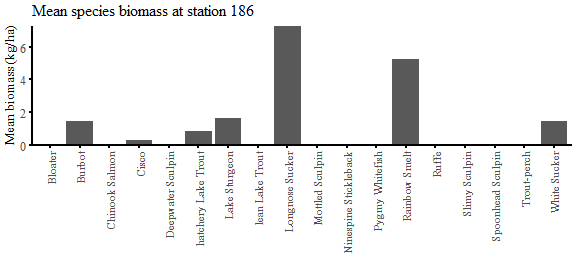 Mean species biomass at station 186
Mean biomass (kg/ha)
6
4
2
0
Bloater
Burbot
Chinook Salmon
Cisco
Deepwater Sculpin
hatchery Lake Trout
Lake Sturgeon
lean Lake Trout
Longnose Sucker
Mottled Sculpin
Ninespine Stickleback
Pygmy Whitefish
Rainbow Smelt
Ruffe
Slimy Sculpin
Spoonhead Sculpin
Trout-perch
White Sucker